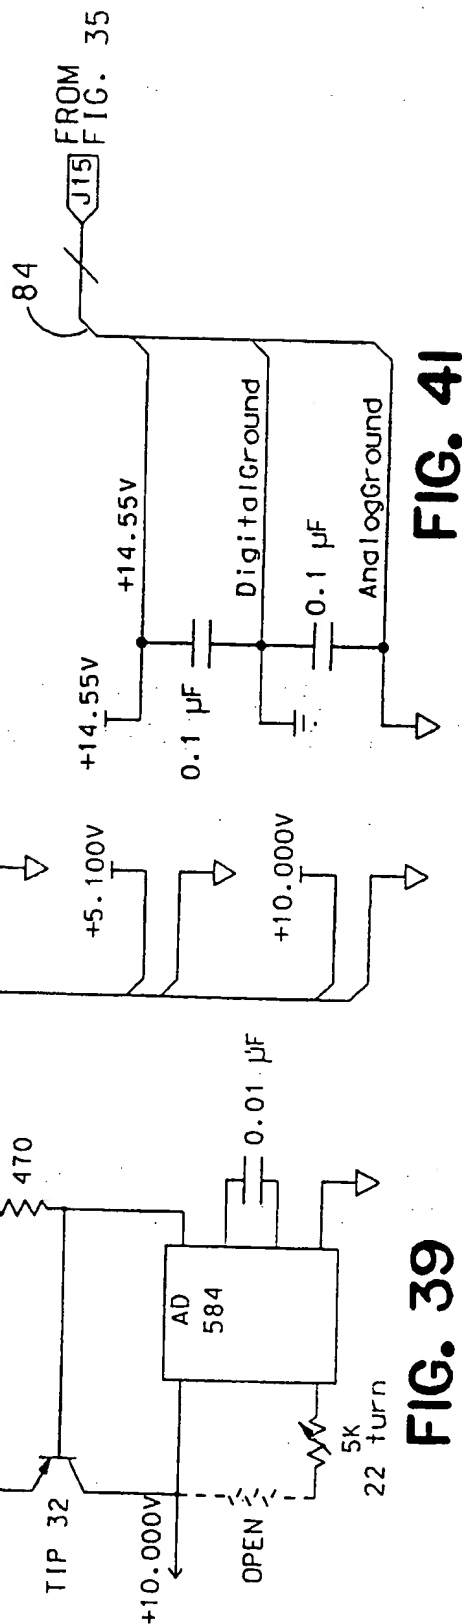 470
TIP 32
AD
584
0.01 µF
+10.000V
OPEN
5K
22 turn
FIG. 39
+5.100V
+10.000V
84
J15
FROM
FIG. 35
+14.55V
+14.55V
0.1 µF
DigitalGround
0.1 µF
AnalogGround
FIG. 41